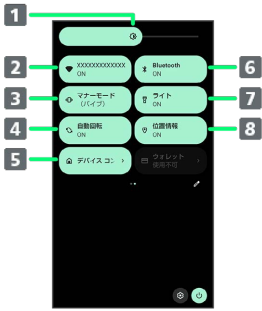 1
2
XXXXXXXXXXXXX
ON
Bluetooth
ON
6
3
マナーモード
(バイブ)
ライト
ON
7
4
自動回転
ON
位置情報
ON
8
5
デバイス コン
ウォレット
使用不可